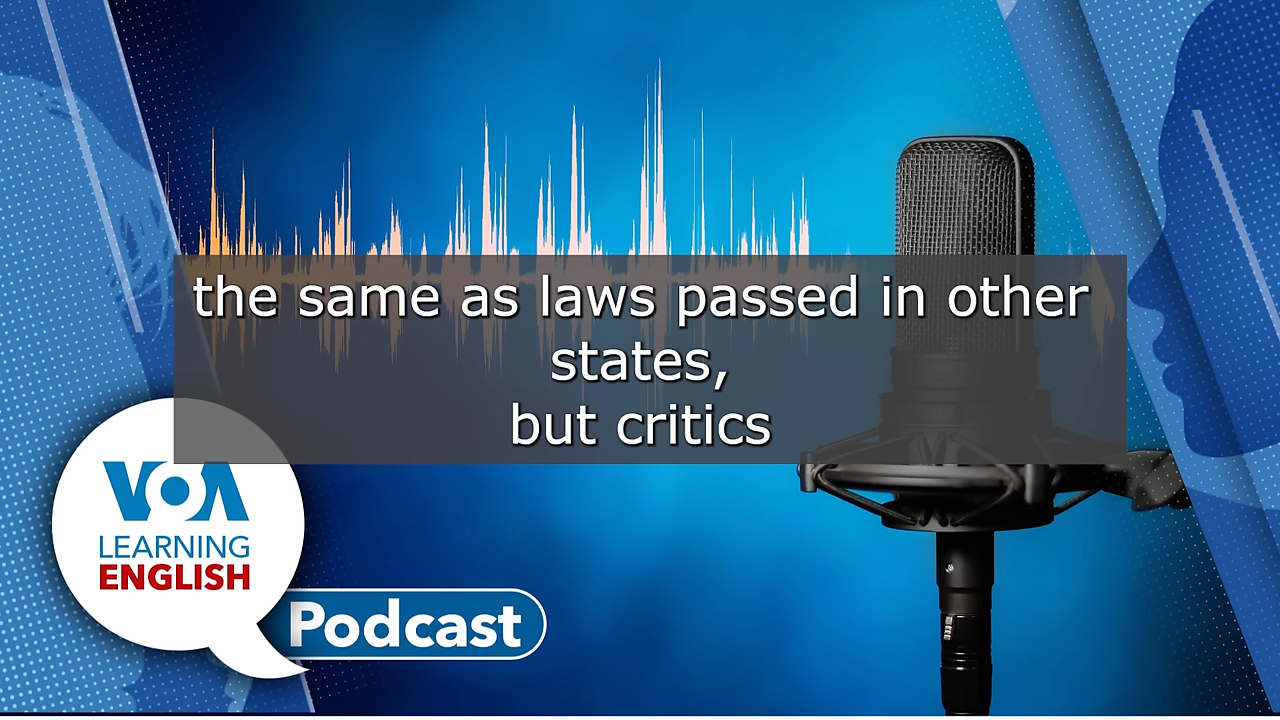 the same as laws passed in other
states,
but critics
VOA
LEARNING
ENGLISH
Podcast